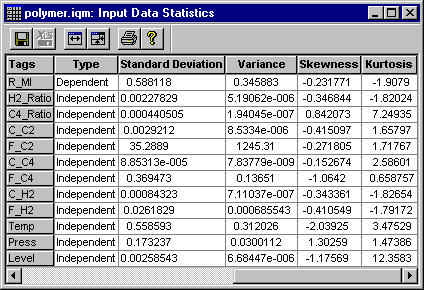 polymer.iqm: Input Data Statistics
XLS
Tags Type Standard Deviation Variance Skewness Kurtosis
R_MI Dependent 0.588118 0.345883 -0.231771 -1.9079
H2_Ratio Independent 0.00227829 5.19062e-006 -0.346844 -1.82024
C4_Ratio Independent 0.000440505 1.94045e-007 0.842073 7.24935
C_C2 Independent 0.0029212 8.5334e-006 -0.415097 1.65797
F_C2 Independent 35.2889 1245.31 -0.271805 1.71767
C_C4 Independent 8.85313e-005 7.83779e-009 -0.152674 2.58601
F_C4 Independent 0.369473 0.13651 -1.0642 0.658757
C_H2 Independent 0.00084323 7.11037e-007 -0.343361 -1.82654
F_H2 Independent 0.0261829 0.000685543 -0.410549 -1.79172
Temp Independent 0.558593 0.312026 -2.03925 3.47529
Press Independent 0.173237 0.0300112 1.30259 1.47386
Level Independent 0.00258543 6.68447e-006 -1.17569 12.3583